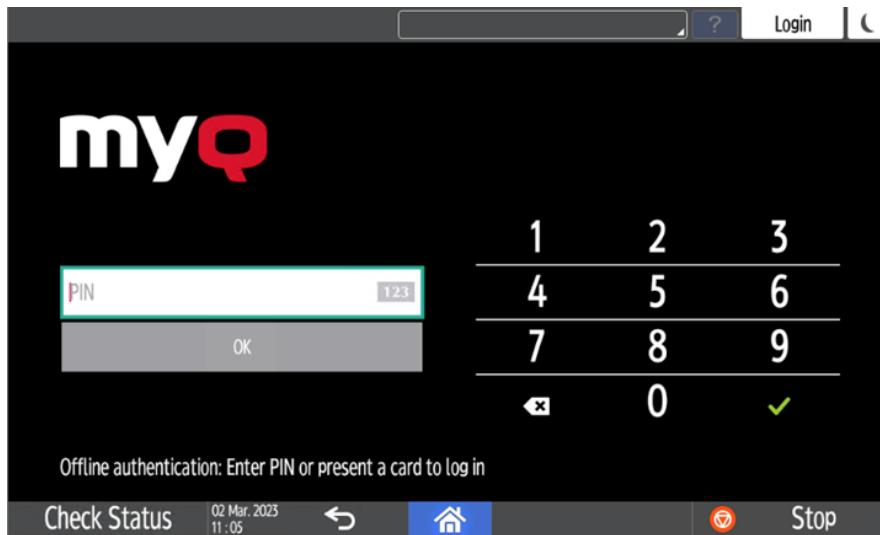 ?
Login
myQ
1 2 3
PIN 123
4 5 6
OK
7 8 9
0
Offline authentication: Enter PIN or present a card to log in
Check Status
02 Mar. 2023
11 : 05
Stop